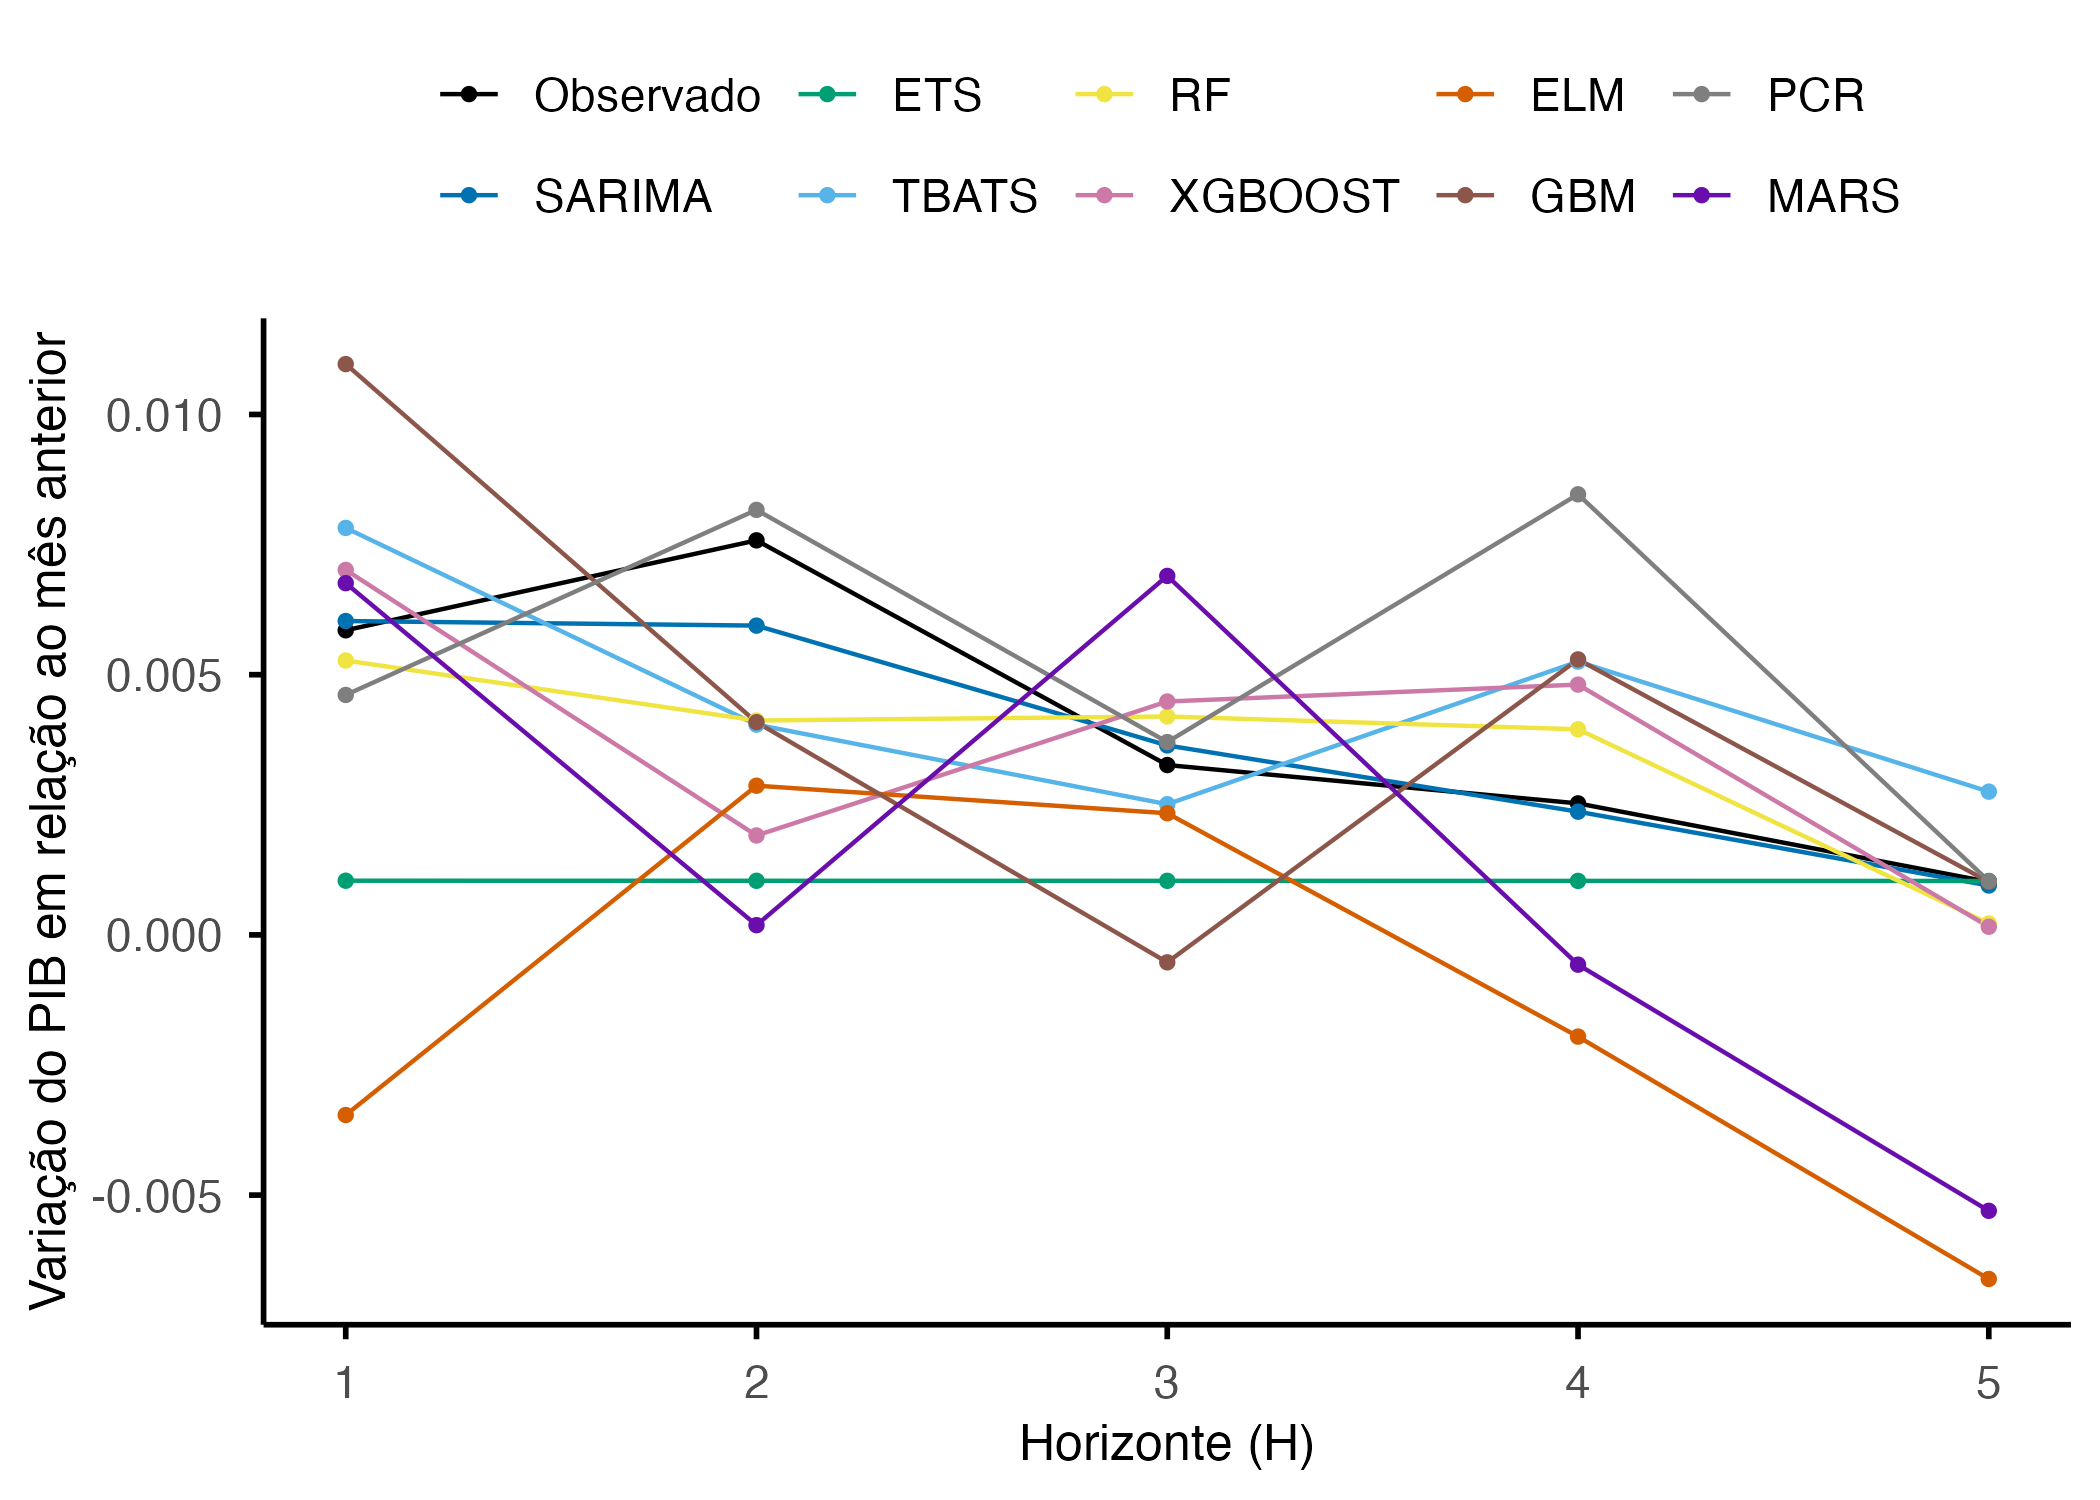 Observado ETS RF ELM PCR
SARIMA TBATS XGBOOST GBM MARS
Variação do PIB em relação ao mês anterior
0.010
0.005
0.000
-0.005
1 2 3 4 5
Horizonte (H)